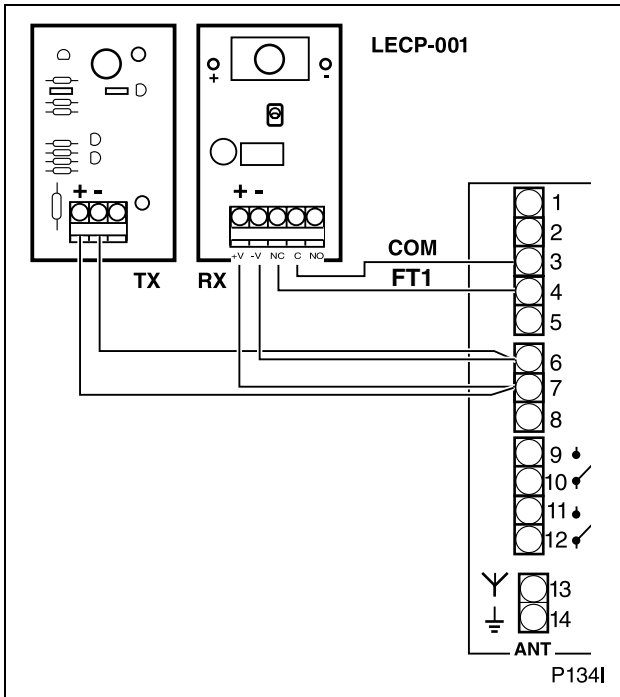 LECP-001
+ -
+ -
+ -
TX
RX
+V -V NC C NO
COM
FT1
1
2
3
4
5
6
7
8
9
10
11
12
13
14
ANT
P134I